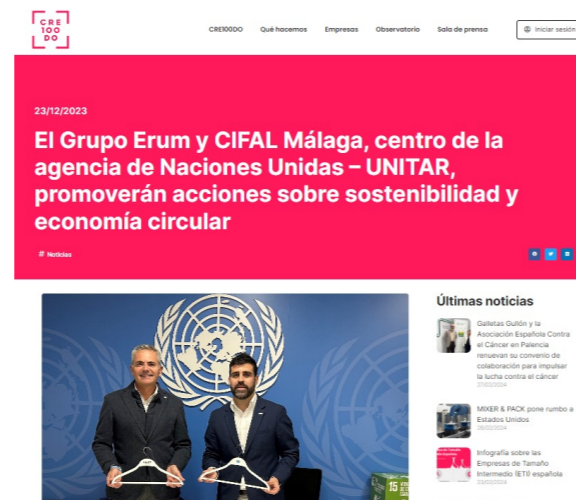 CRE
100
DO
CRE100DO Qué hacemos Empresas Observatorio Sala de prensa Iniciar sesión
23/12/2023
El Grupo Erum y CIFAL Málaga, centro de la
agencia de Naciones Unidas – UNITAR,
promoverán acciones sobre sostenibilidad y
economía circular
# Noticias
Últimas noticias
Galletas Gullón y la
Asociación Española Contra
el Cáncer en Palencia
renuevan su convenio de
colaboración para impulsar
la lucha contra el cáncer
MIXER & PACK pone rumbo a
Estados Unidos
Infografía sobre las
Empresas de Tamaño
Intermedio (ETI) española
15